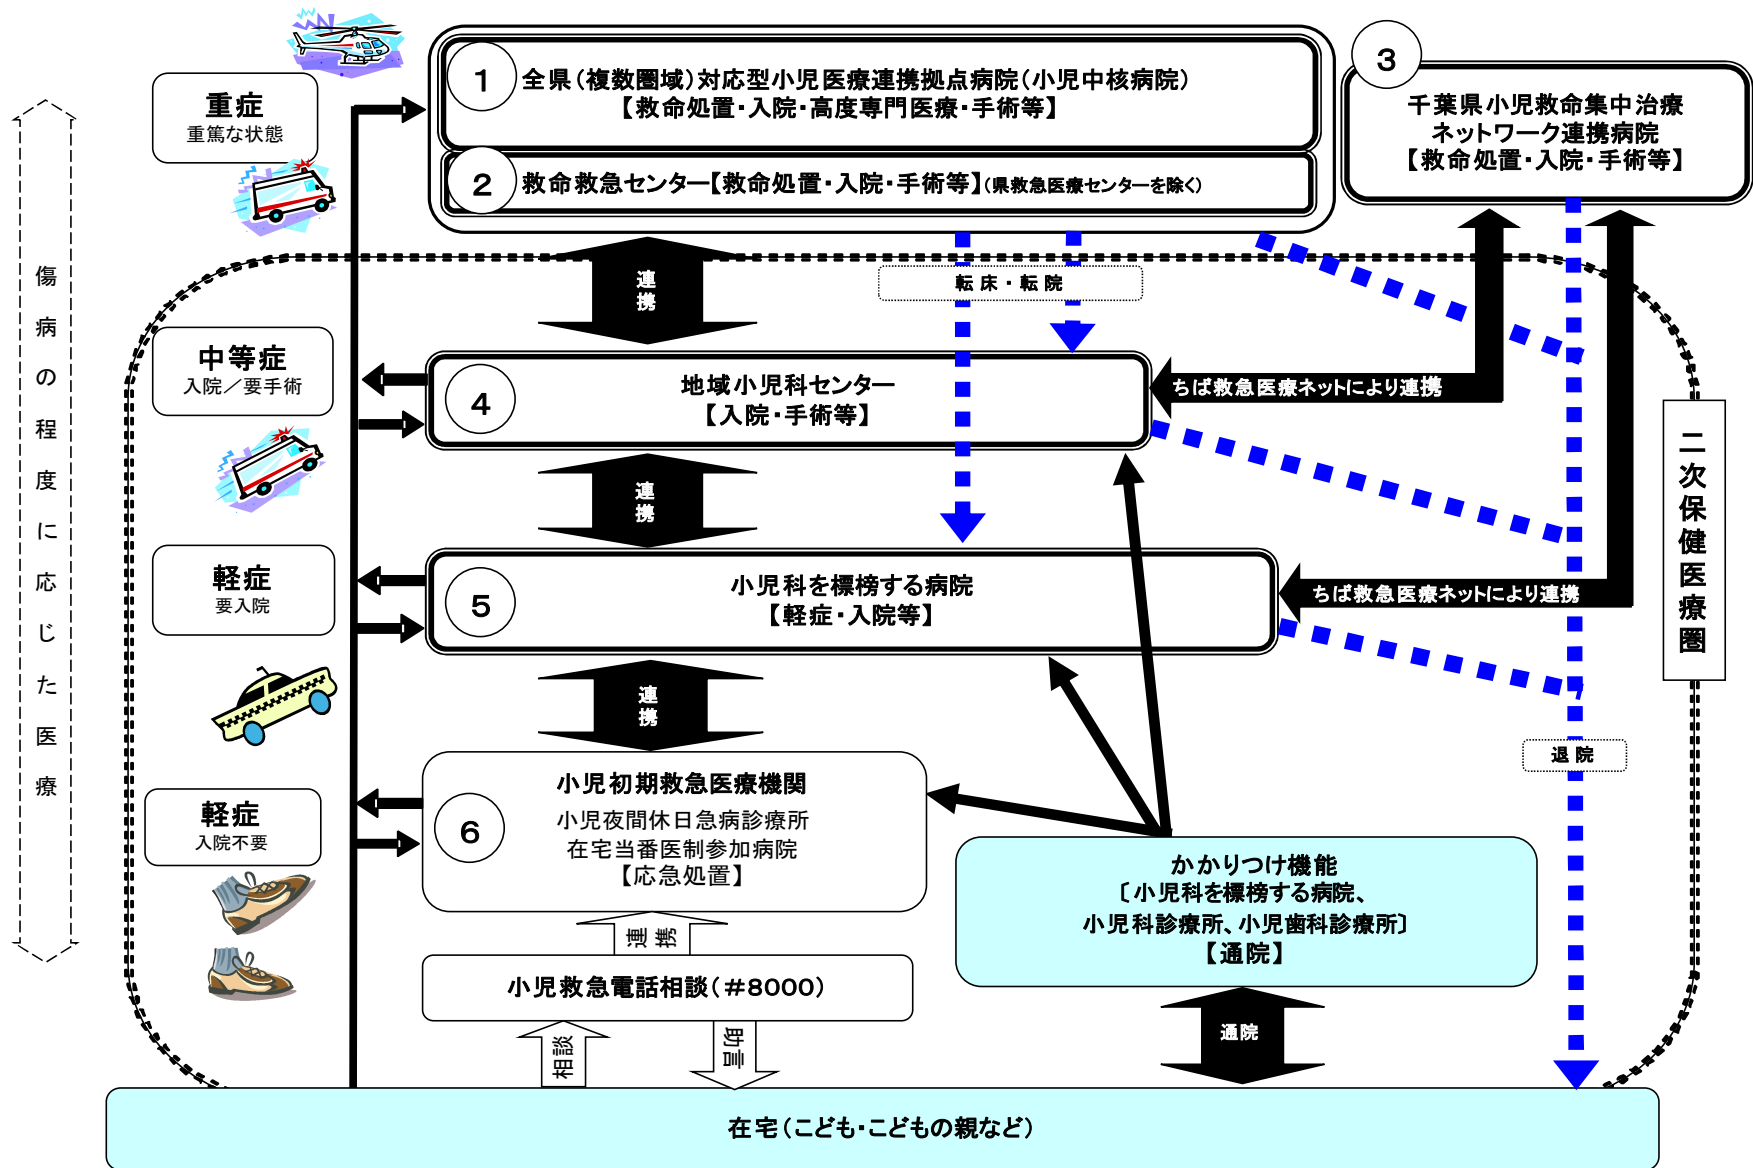 重症
重篤な状態
1
全県（複数圏域）対応型小児医療連携拠点病院（小児中核病院）
【救命処置・入院・高度専門医療・手術等】
2
救命救急センター【救命処置・入院・手術等】（県救急医療センターを除く）
3
千葉県小児救命集中治療
ネットワーク連携病院
【救命処置・入院・手術等】
傷病の程度に応じた医療
連携
転床・転院
中等症
入院／要手術
4
地域小児科センター
【入院・手術等】
ちば救急医療ネットにより連携
二次保健医療圏
連携
軽症
要入院
5
小児科を標榜する病院
【軽症・入院等】
ちば救急医療ネットにより連携
連携
退院
軽症
入院不要
6
小児初期救急医療機関
小児夜間休日急病診療所
在宅当番医制参加病院
【応急処置】
かかりつけ機能
〔小児科を標榜する病院、
小児科診療所、小児歯科診療所〕
【通院】
連携
小児救急電話相談（＃8000）
相談
助言
通院
在宅（こども・こどもの親など）